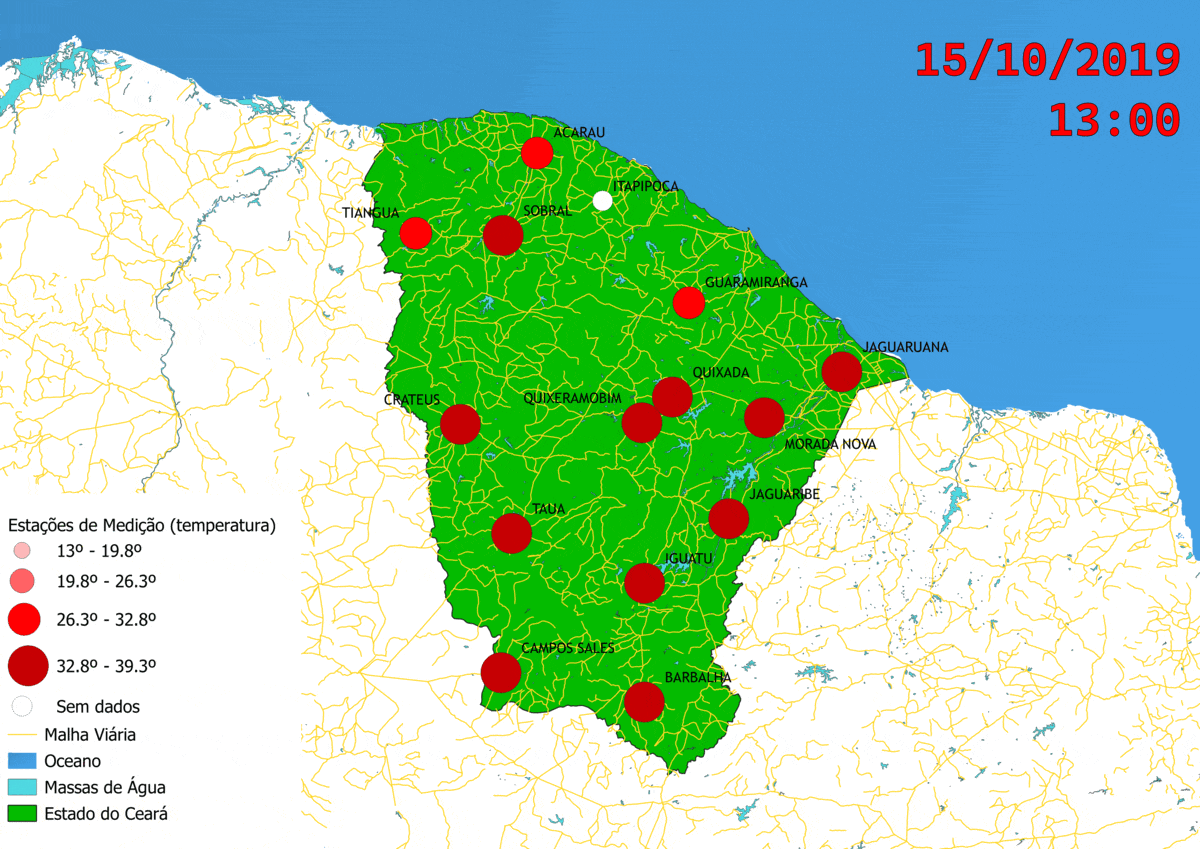 15/10/2019
13:00
ACARAU
ITAPIPOCA
TIANGUA
SOBRAL
GUARAMIRANGA
JAGUARUANA
QUIXADA
CRATEUS
QUIXERAMOBIM
MORADA NOVA
JAGUARIBE
TAUA
IGUATU
CAMPOS SALES
BARBALHA
Estações de Medição (temperatura)
13º - 19.8º
19.8º - 26.3º
26.3º - 32.8º
32.8º - 39.3º
Sem dados
Malha Viária
Oceano
Massas de Água
Estado do Ceará